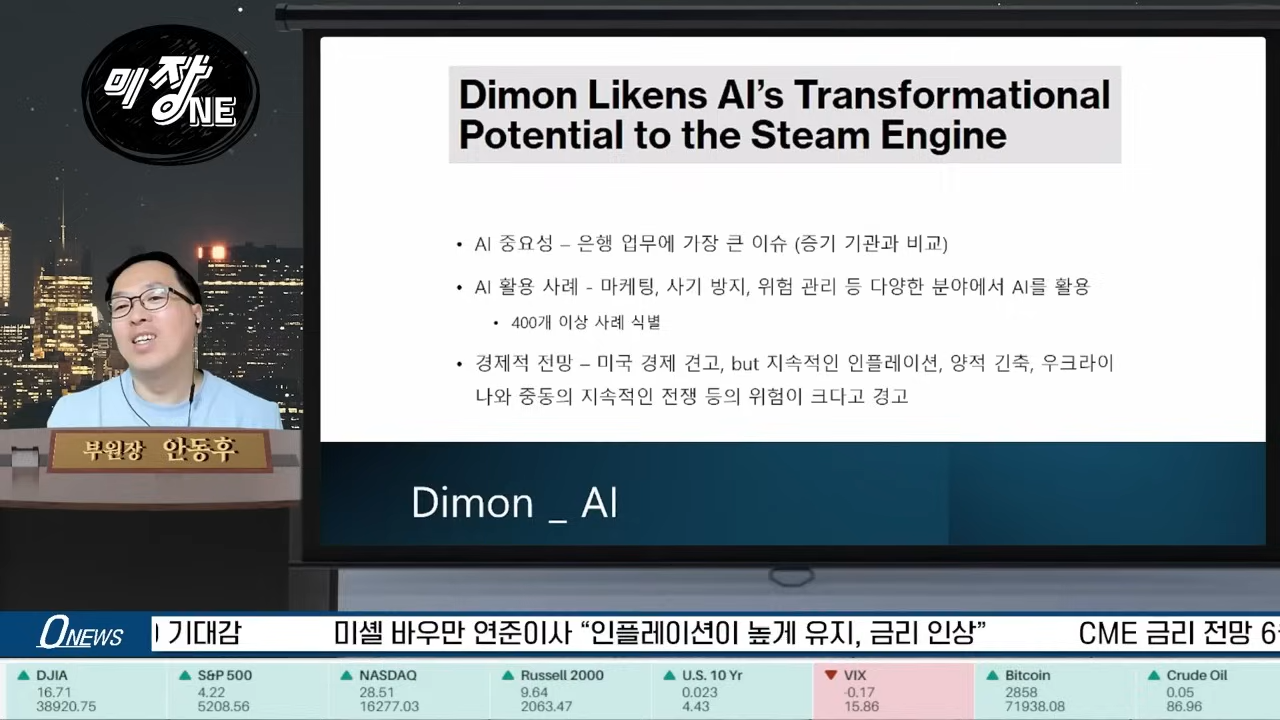 미장
ONE
Dimon Likens AI's Transformational
Potential to the Steam Engine
• AI 중요성 – 은행 업무에 가장 큰 이슈 (증기 기관과 비교)
• AI 활용 사례 - 마케팅, 사기 방지, 위험 관리 등 다양한 분야에서 AI를 활용
• 400개 이상 사례 식별
• 경제적 전망 – 미국 경제 견고, but 지속적인 인플레이션, 양적 긴축, 우크라이
나와 중동의 지속적인 전쟁 등의 위험이 크다고 경고
부원장 안동후
Dimon _ AI
ONEWS
기대감 미셸 바우만 연준이사 “인플레이션이 높게 유지, 금리 인상” CME 금리 전망 6
DJIA
16.71
38920.75
S&P 500
4.22
5208.56
NASDAQ
28.51
16277.03
Russell 2000
9.64
2063.47
U.S. 10 Yr
0.023
4.43
VIX
-0.17
15.86
Bitcoin
2858
71938.08
Crude Oil
0.05
86.96